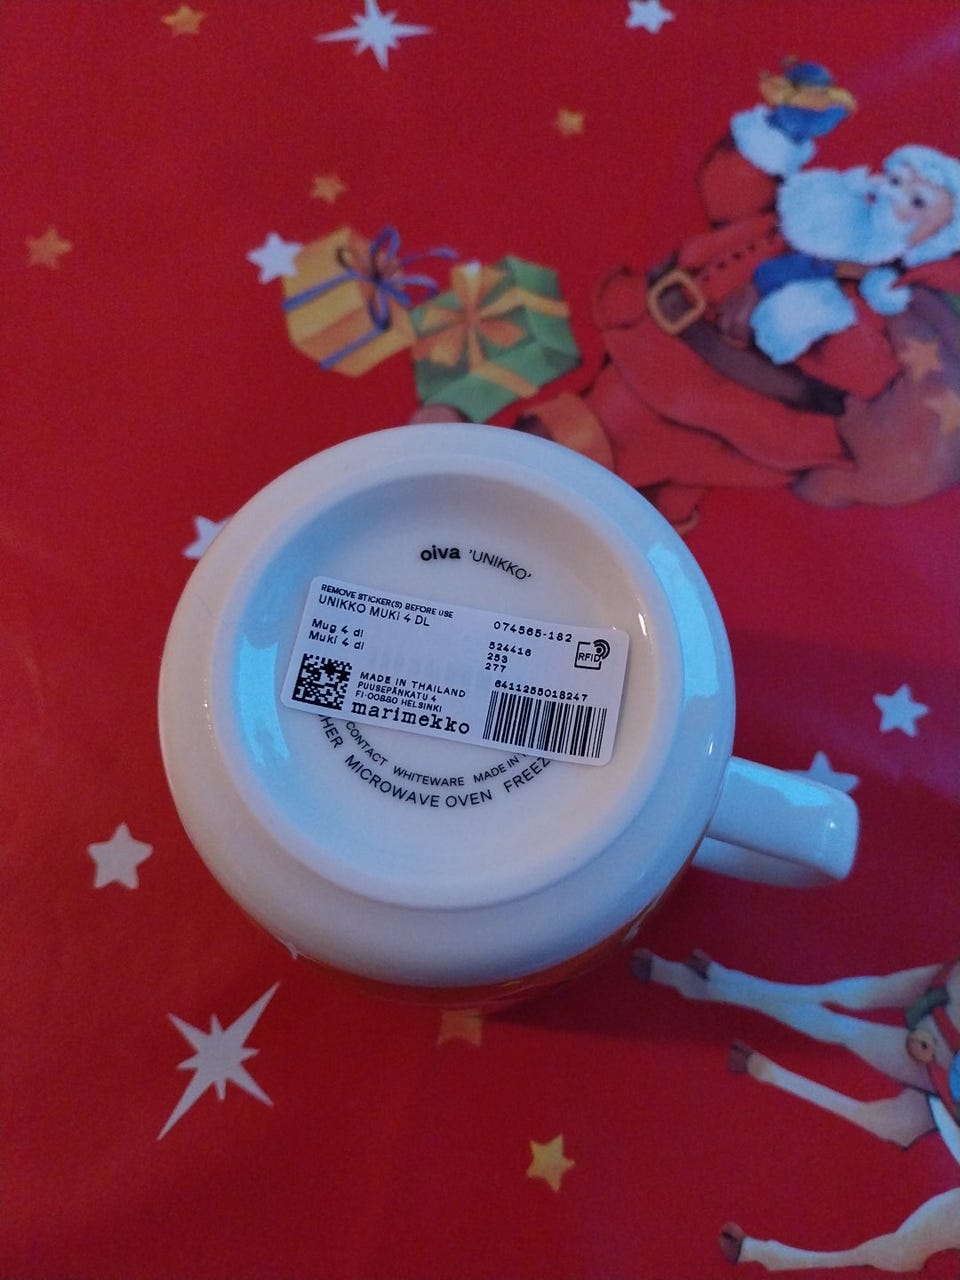 oiva 'UNIKKO'
REMOVE STICKER(S) BEFORE USE
UNIKKO MUKI 4 DL
074565-182
Mug 4 dl
Muki 4 dl
524416
253
277
RFID
MADE IN THAILAND
PUUSEPÄNKATU 4
FI-00880 HELSINKI
marimekko
6411255018247
CONTACT WHITEWARE MADE IN
MICROWAVE OVEN